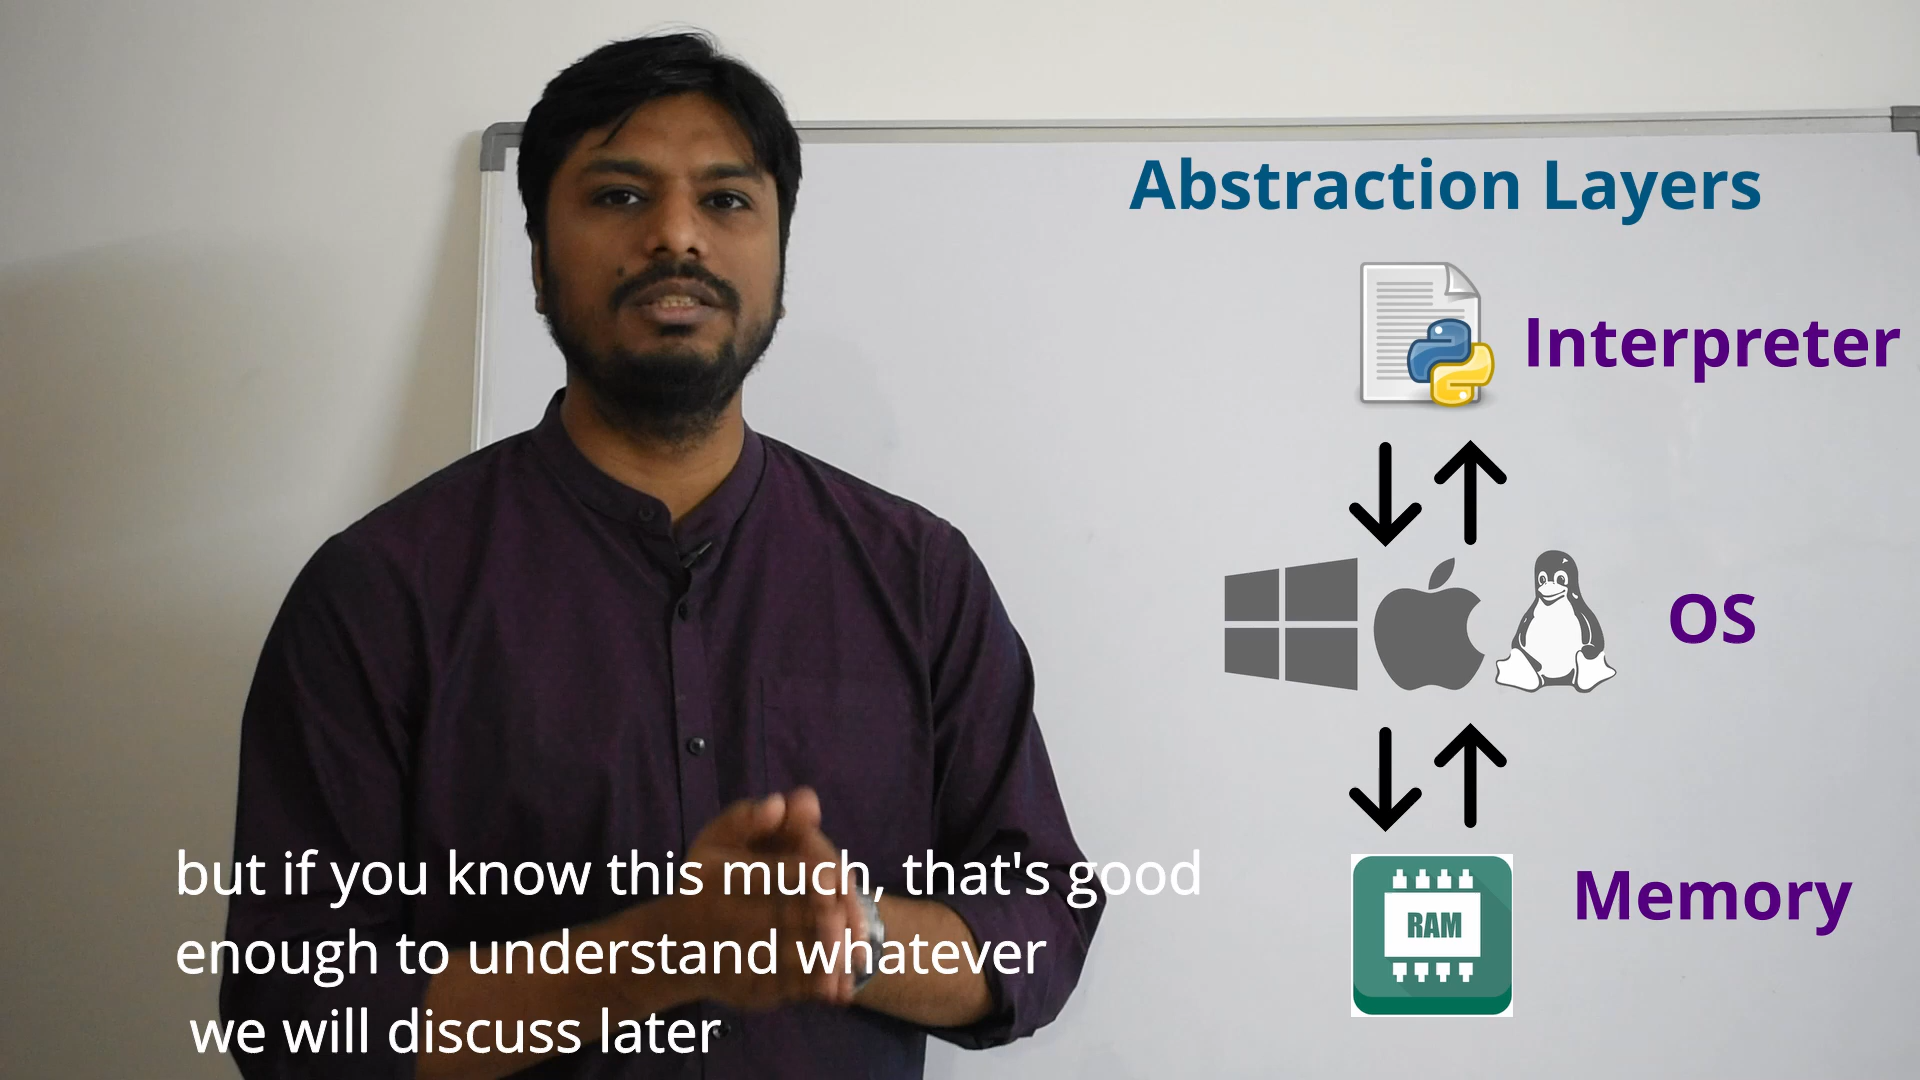 Abstraction Layers
Interpreter
OS
RAM
Memory
but if you know this much, that's good
enough to understand whatever
we will discuss later